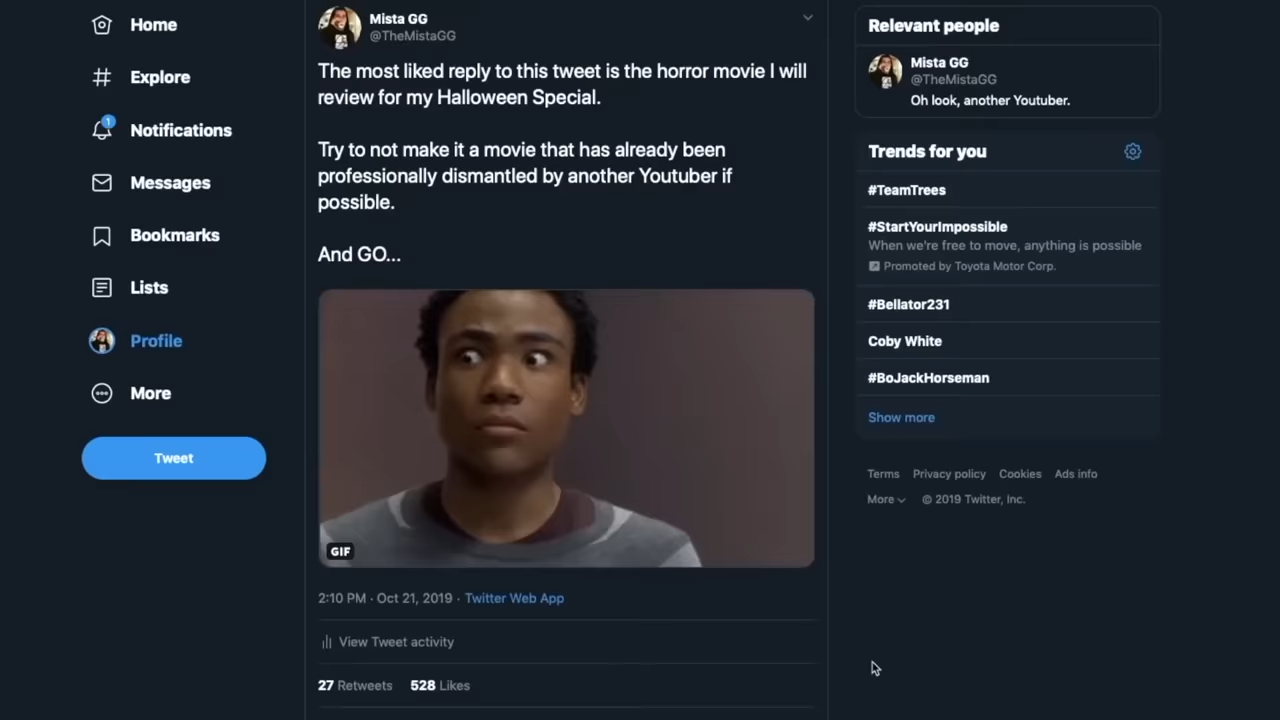 Home
Explore
1
Notifications
Messages
Bookmarks
Lists
Profile
More
Tweet
Mista GG
@TheMistaGG
The most liked reply to this tweet is the horror movie I will
review for my Halloween Special.
Try to not make it a movie that has already been
professionally dismantled by another Youtuber if
possible.
And GO...
GIF
2:10 PM · Oct 21, 2019 · Twitter Web App
View Tweet activity
27 Retweets 528 Likes
Relevant people
Mista GG
@TheMistaGG
Oh look, another Youtuber.
Trends for you
#TeamTrees
#StartYourImpossible
When we're free to move, anything is possible
Promoted by Toyota Motor Corp.
#Bellator231
Coby White
#BoJackHorseman
Show more
Terms Privacy policy Cookies Ads info
More © 2019 Twitter, Inc.